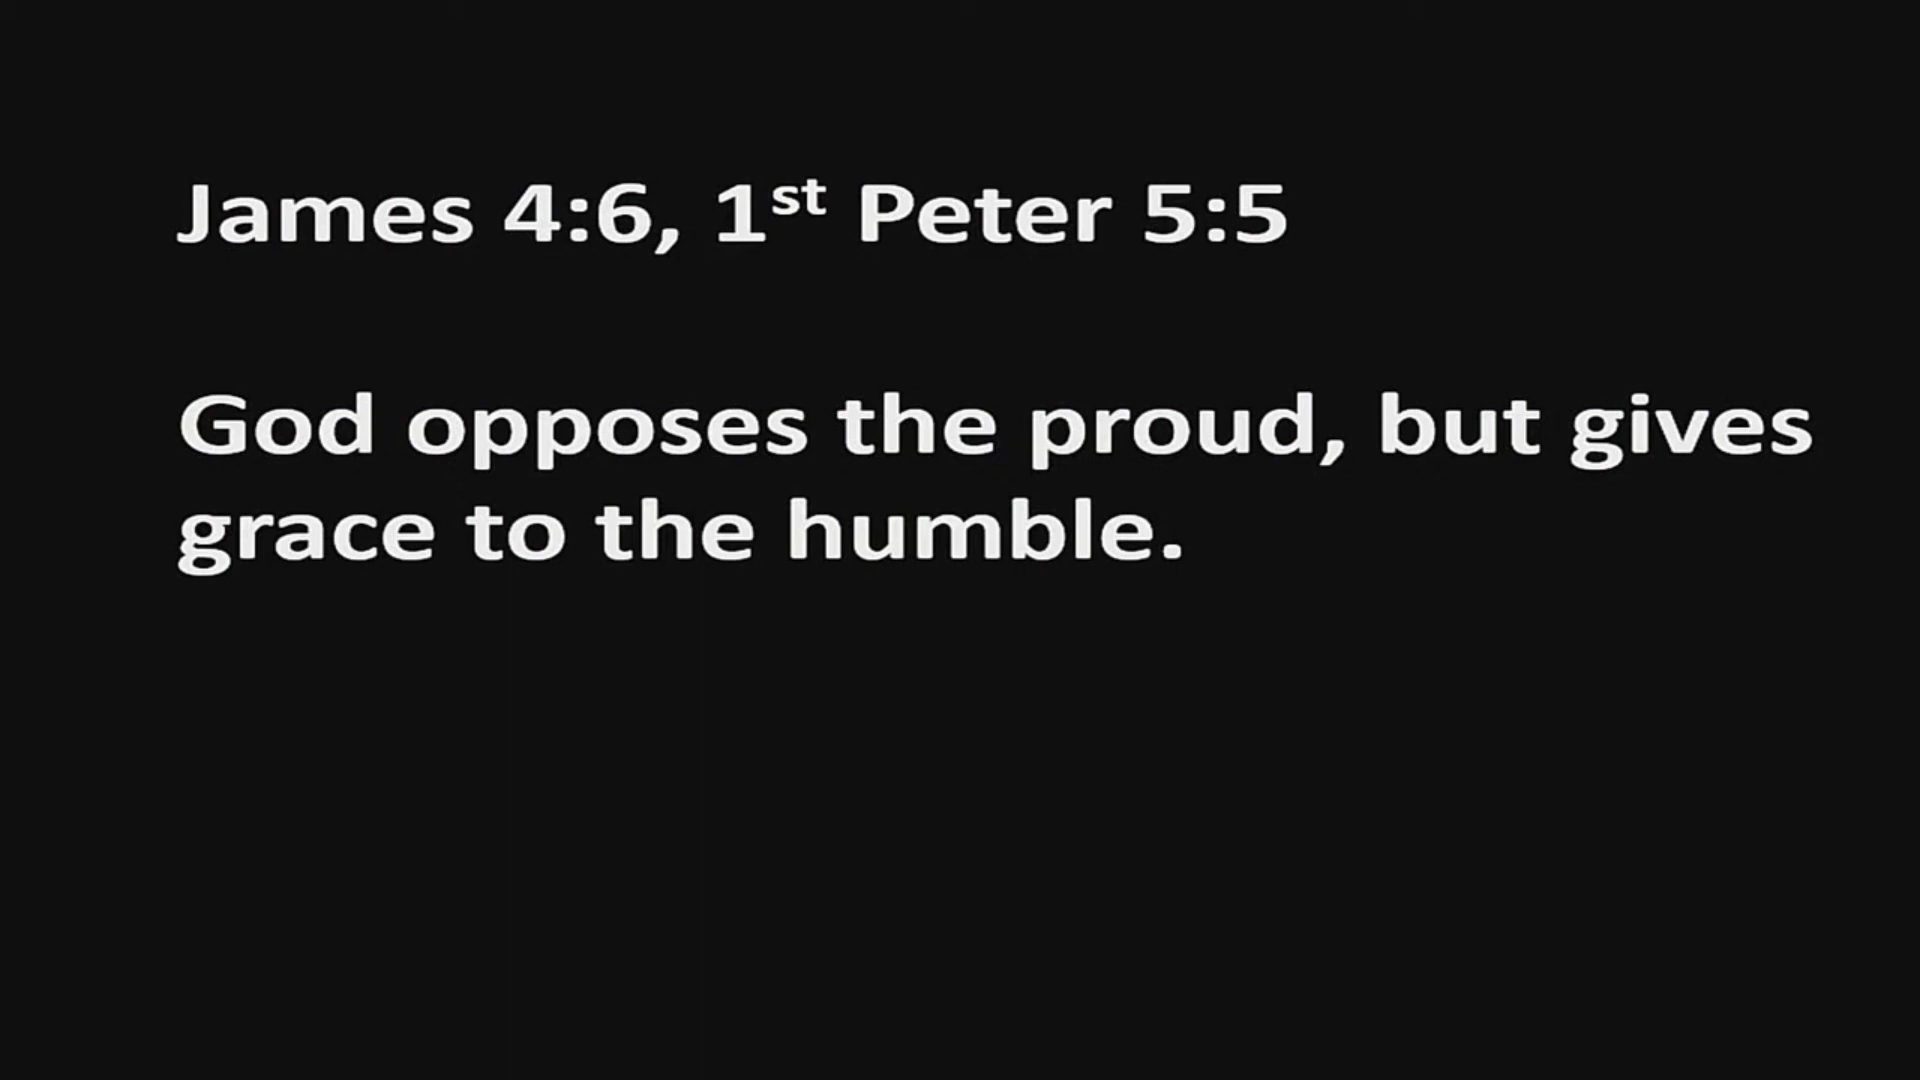 James 4:6, 1st Peter 5:5
God opposes the proud, but gives
grace to the humble.